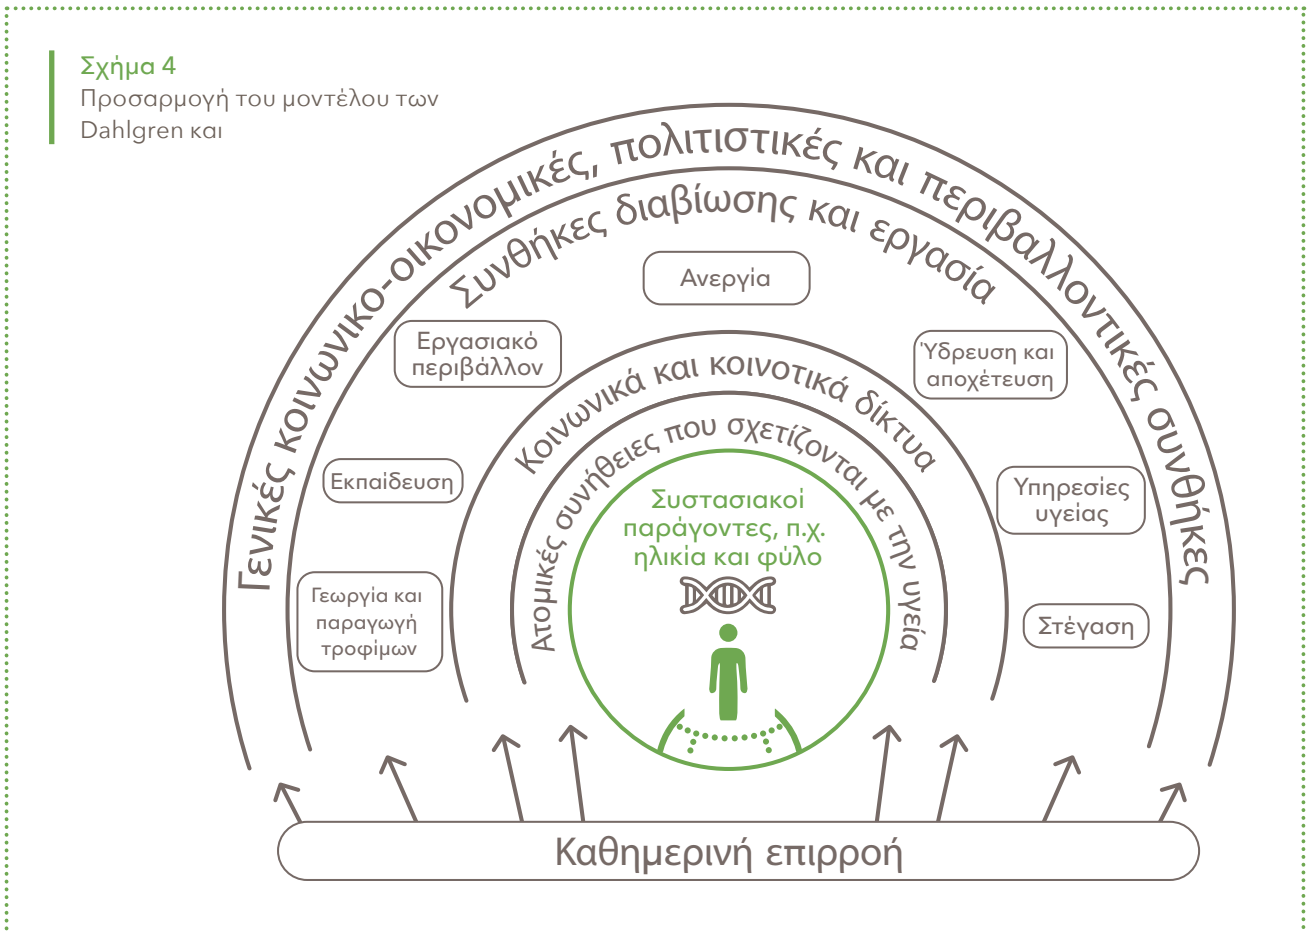 Σχήμα 4
Προσαρμογή του μοντέλου των
Dahlgren και
Γενικές κοινωνικο-οικονομικές, πολιτιστικές και περιβαλλοντικές συνθήκες
Συνθήκες διαβίωσης και εργασία
Ανεργία
Εργασιακό
περιβάλλον
Ύδρευση και
αποχέτευση
Κοινωνικά και κοινοτικά δίκτυα
Ατομικές συνήθειες που σχετίζονται με την υγεία
Εκπαίδευση
Υπηρεσίες
υγείας
Συστασιακοί
παράγοντες, π.χ.
ηλικία και φύλο
Γεωργία και
παραγωγή
τροφίμων
Στέγαση
Καθημερινή επιρροή